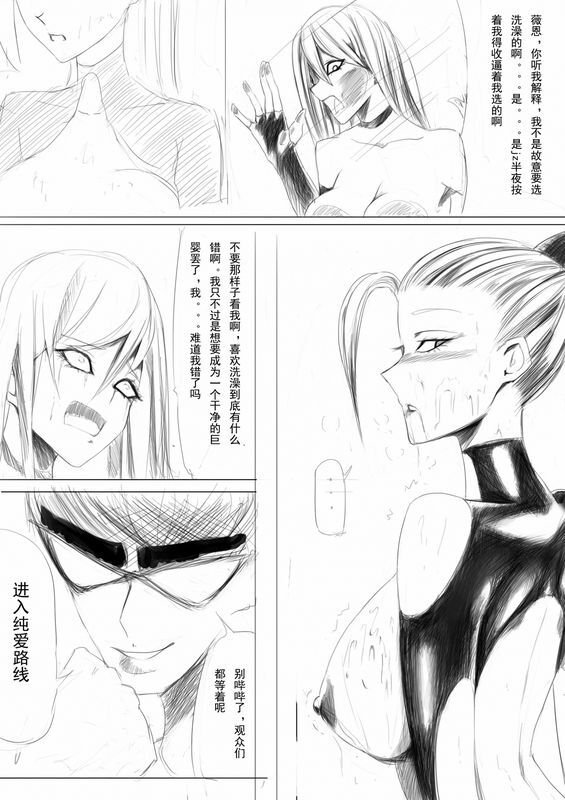 薇恩，你听我解释，我不是故意要选
洗澡的啊。。。是。。。是jz半夜按
着我得收逼着我选的啊
不要那样子看我啊，喜欢洗澡到底有什么
错啊。我只不过是想要成为一个干净的巨
婴罢了，我。。。难道我错了吗
...
...
别哔哔了，观众们
都等着呢
进入纯爱路线